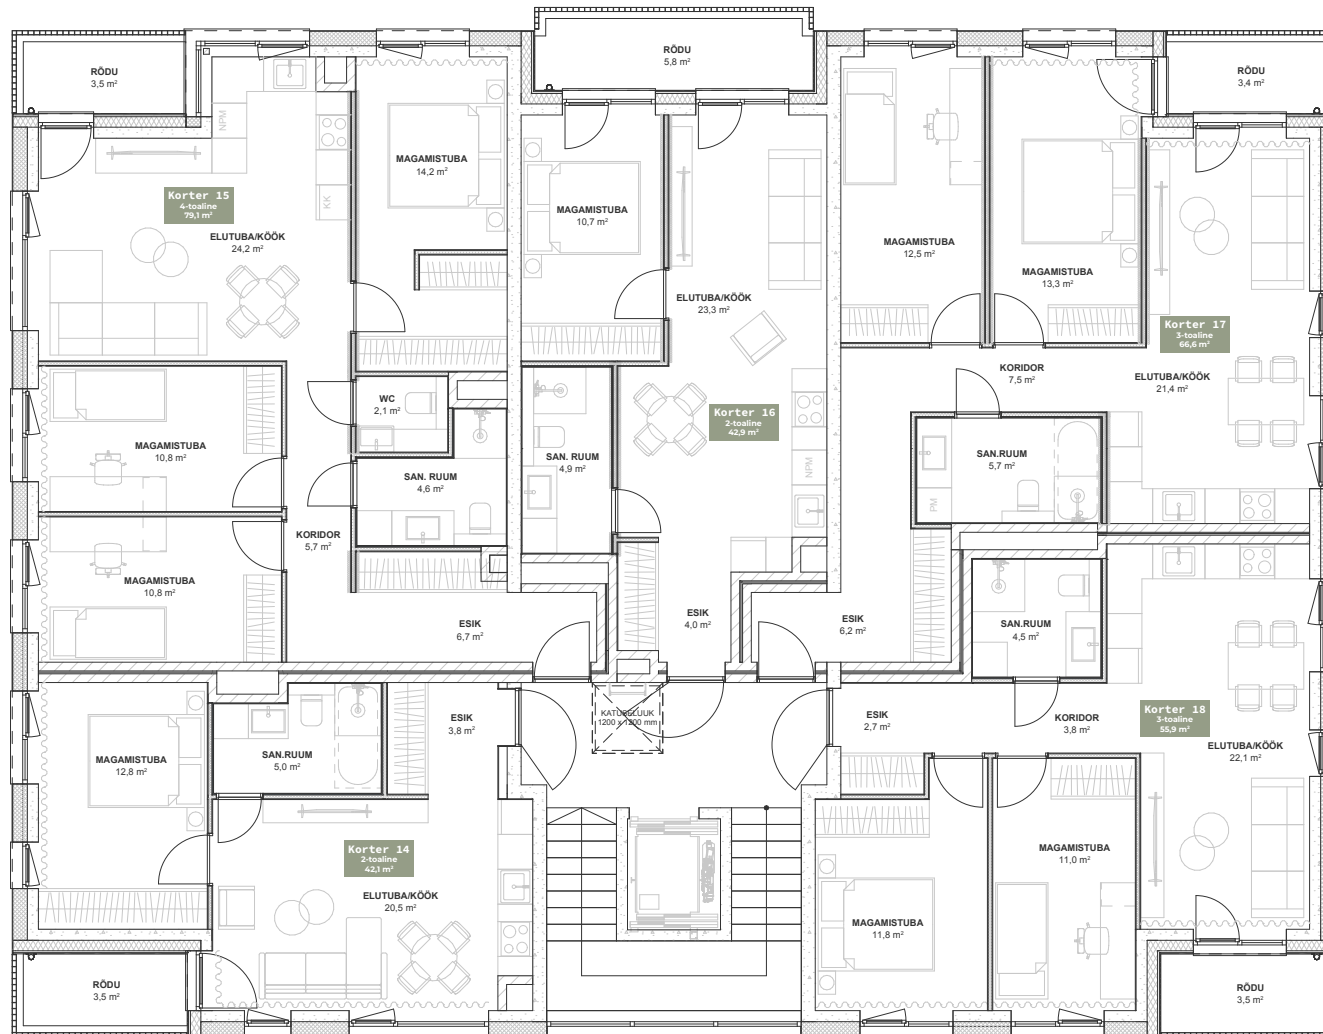 RÕDU
3,5 m²
RÕDU
5,8 m²
RÕDU
3,4 m²
NPM
KK
MAGAMISTUBA
14,2 m²
Korter 15
4-toaline
79,1 m²
ELUTUBA/KÖÖK
24,2 m²
MAGAMISTUBA
10,7 m²
ELUTUBA/KÖÖK
23,3 m²
MAGAMISTUBA
12,5 m²
MAGAMISTUBA
13,3 m²
Korter 17
3-toaline
66,6 m²
ELUTUBA/KÖÖK
21,4 m²
KORIDOR
7,5 m²
WC
2,1 m²
Korter 16
2-toaline
42,9 m²
MAGAMISTUBA
10,8 m²
SAN. RUUM
4,6 m²
SAN. RUUM
4,9 m²
NPM
SAN.RUUM
5,7 m²
PM
KORIDOR
5,7 m²
MAGAMISTUBA
10,8 m²
ESIK
6,7 m²
ESIK
4,0 m²
ESIK
6,2 m²
SAN.RUUM
4,5 m²
KATUSELUUK
1200 x 1200 mm
ESIK
3,8 m²
ESIK
2,7 m²
KORIDOR
3,8 m²
Korter 18
3-toaline
55,9 m²
ELUTUBA/KÖÖK
22,1 m²
MAGAMISTUBA
12,8 m²
SAN.RUUM
5,0 m²
Korter 14
2-toaline
42,1 m²
ELUTUBA/KÖÖK
20,5 m²
MAGAMISTUBA
11,0 m²
MAGAMISTUBA
11,8 m²
RÕDU
3,5 m²
RÕDU
3,5 m²